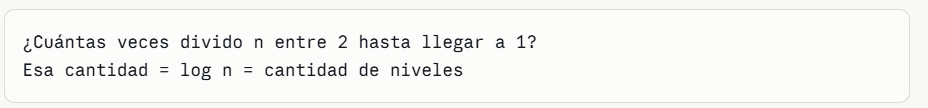 ¿Cuántas veces divido n entre 2 hasta llegar a 1?
Esa cantidad = log n = cantidad de niveles